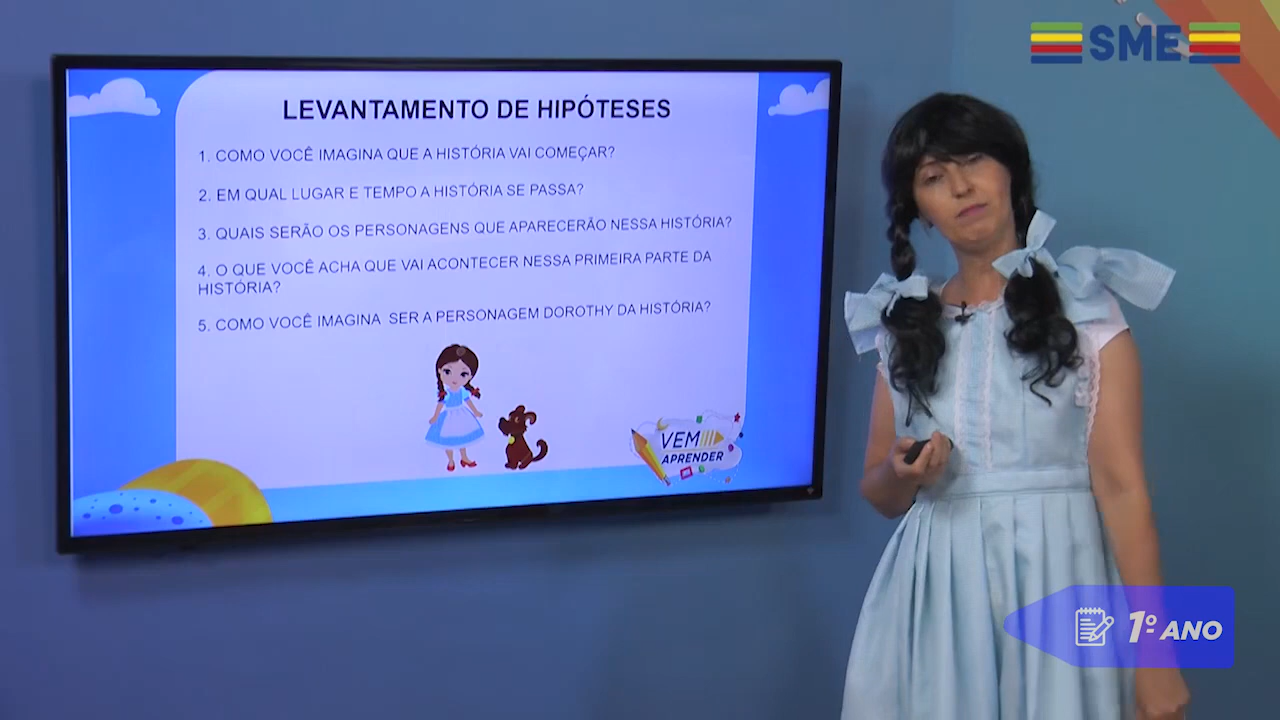 SME
LEVANTAMENTO DE HIPÓTESES
1. COMO VOCÊ IMAGINA QUE A HISTÓRIA VAI COMEÇAR?
2. EM QUAL LUGAR E TEMPO A HISTÓRIA SE PASSA?
3. QUAIS SERÃO OS PERSONAGENS QUE APARECERÃO NESSA HISTÓRIA?
4. O QUE VOCÊ ACHA QUE VAI ACONTECER NESSA PRIMEIRA PARTE DA
HISTÓRIA?
5. COMO VOCÊ IMAGINA SER A PERSONAGEM DOROTHY DA HISTÓRIA?
VEM
APRENDER
1º ANO